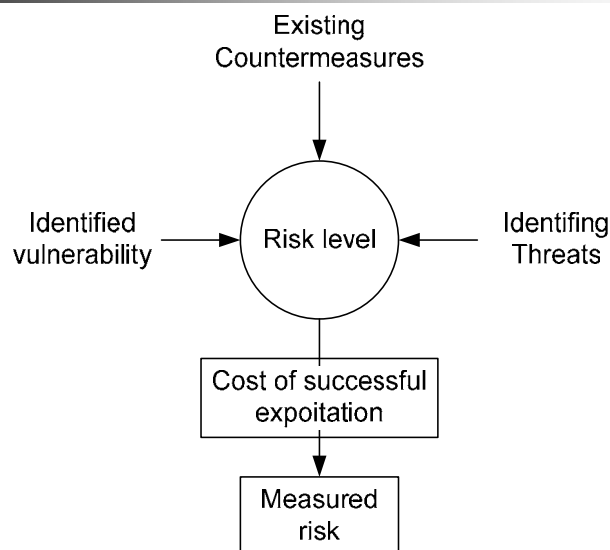 Existing
Countermeasures
Identified
vulnerability
Risk level
Identifing
Threats
Cost of successful
expoitation
Measured
risk